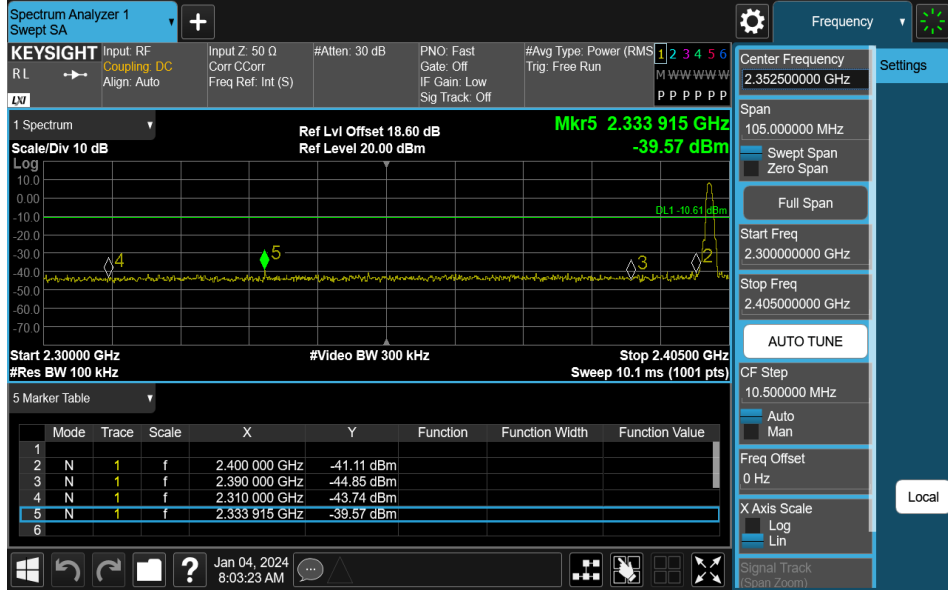 Spectrum Analyzer 1
Swept SA
Frequency
KEYSIGHT
R L
LXI
Input: RF
Coupling: DC
Align: Auto
Input Z: 50 Ω
Corr CCorr
Freq Ref: Int (S)
#Atten: 30 dB
PNO: Fast
Gate: Off
IF Gain: Low
Sig Track: Off
#Avg Type: Power (RMS
Trig: Free Run
1 2 3 4 5 6
M W W W W W
P P P P P P
1 Spectrum
Scale/Div 10 dB
Ref Lvl Offset 18.60 dB
Ref Level 20.00 dBm
Mkr5 2.333 915 GHz
-39.57 dBm
Log
10.0
0.00
-10.0
-20.0
-30.0
-40.0
-50.0
-60.0
-70.0
DL1 -10.61 dBm
4
5
3
2
Start 2.30000 GHz
#Video BW 300 kHz
Stop 2.40500 GHz
#Res BW 100 kHz
Sweep 10.1 ms (1001 pts)
5 Marker Table
Mode Trace Scale X Y Function Function Width Function Value
1
2 N 1 f 2.400 000 GHz -41.11 dBm
3 N 1 f 2.390 000 GHz -44.85 dBm
4 N 1 f 2.310 000 GHz -43.74 dBm
5 N 1 f 2.333 915 GHz -39.57 dBm
6
?
Jan 04, 2024
8:03:23 AM
Center Frequency
2.352500000 GHz
Settings
Span
105.000000 MHz
Swept Span
Zero Span
Full Span
Start Freq
2.300000000 GHz
Stop Freq
2.405000000 GHz
AUTO TUNE
CF Step
10.500000 MHz
Auto
Man
Freq Offset
0 Hz
Local
X Axis Scale
Log
Lin
Signal Track
(Span Zoom)